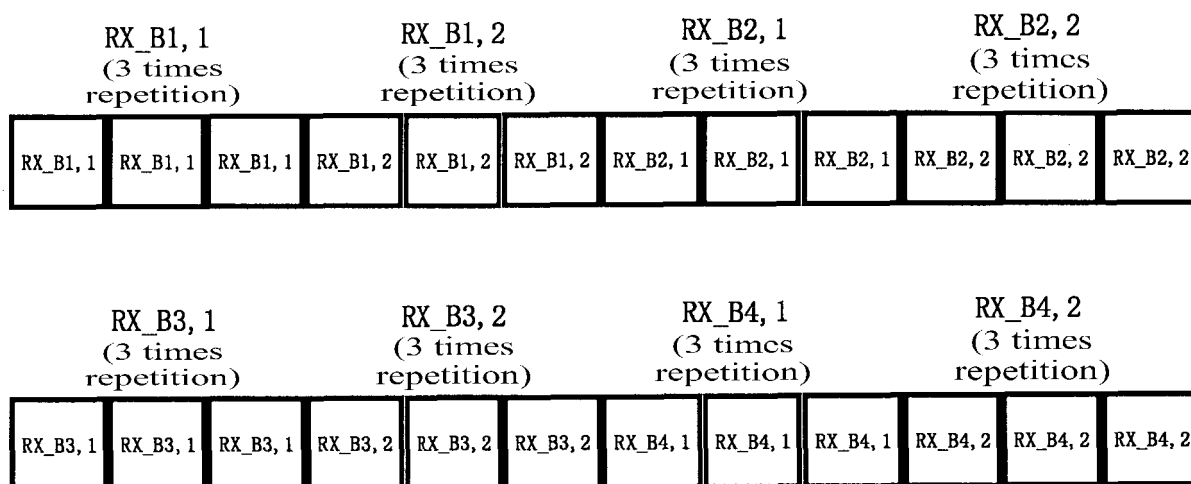 RX_B1, 1 RX_B1, 2 RX_B2, 1 RX_B2, 2
(3 times (3 times (3 times (3 times
repetition) repetition) repetition) repetition)
RX_B1, 1 RX_B1, 1 RX_B1, 1 RX_B1, 2 RX_B1, 2 RX_B1, 2 RX_B2, 1 RX_B2, 1 RX_B2, 1 RX_B2, 2 RX_B2, 2 RX_B2, 2
RX_B3, 1 RX_B3, 2 RX_B4, 1 RX_B4, 2
(3 times (3 times (3 times (3 times
repetition) repetition) repetition) repetition)
RX_B3, 1 RX_B3, 1 RX_B3, 1 RX_B3, 2 RX_B3, 2 RX_B3, 2 RX_B4, 1 RX_B4, 1 RX_B4, 1 RX_B4, 2 RX_B4, 2 RX_B4, 2